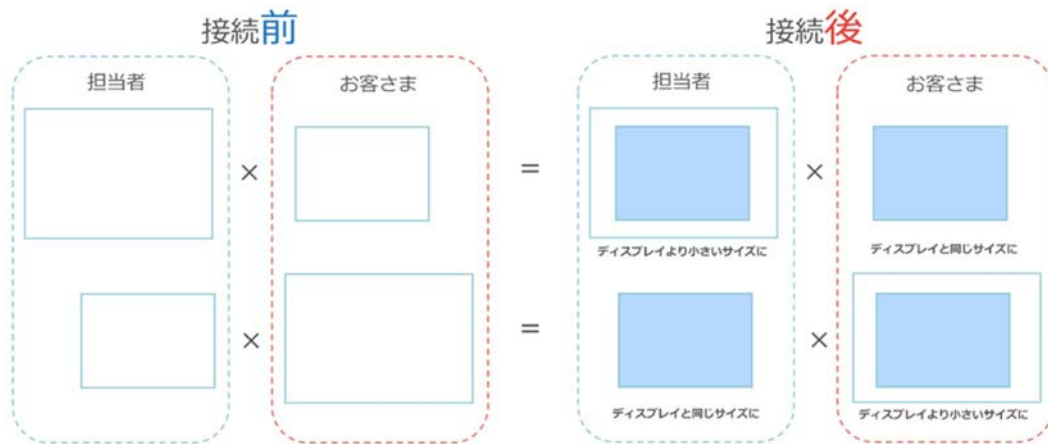 接続前
接続後
担当者
お客さま
担当者
お客さま
×
=
×
ディスプレイより小さいサイズに
ディスプレイと同じサイズに
×
=
×
ディスプレイと同じサイズに
ディスプレイより小さいサイズに